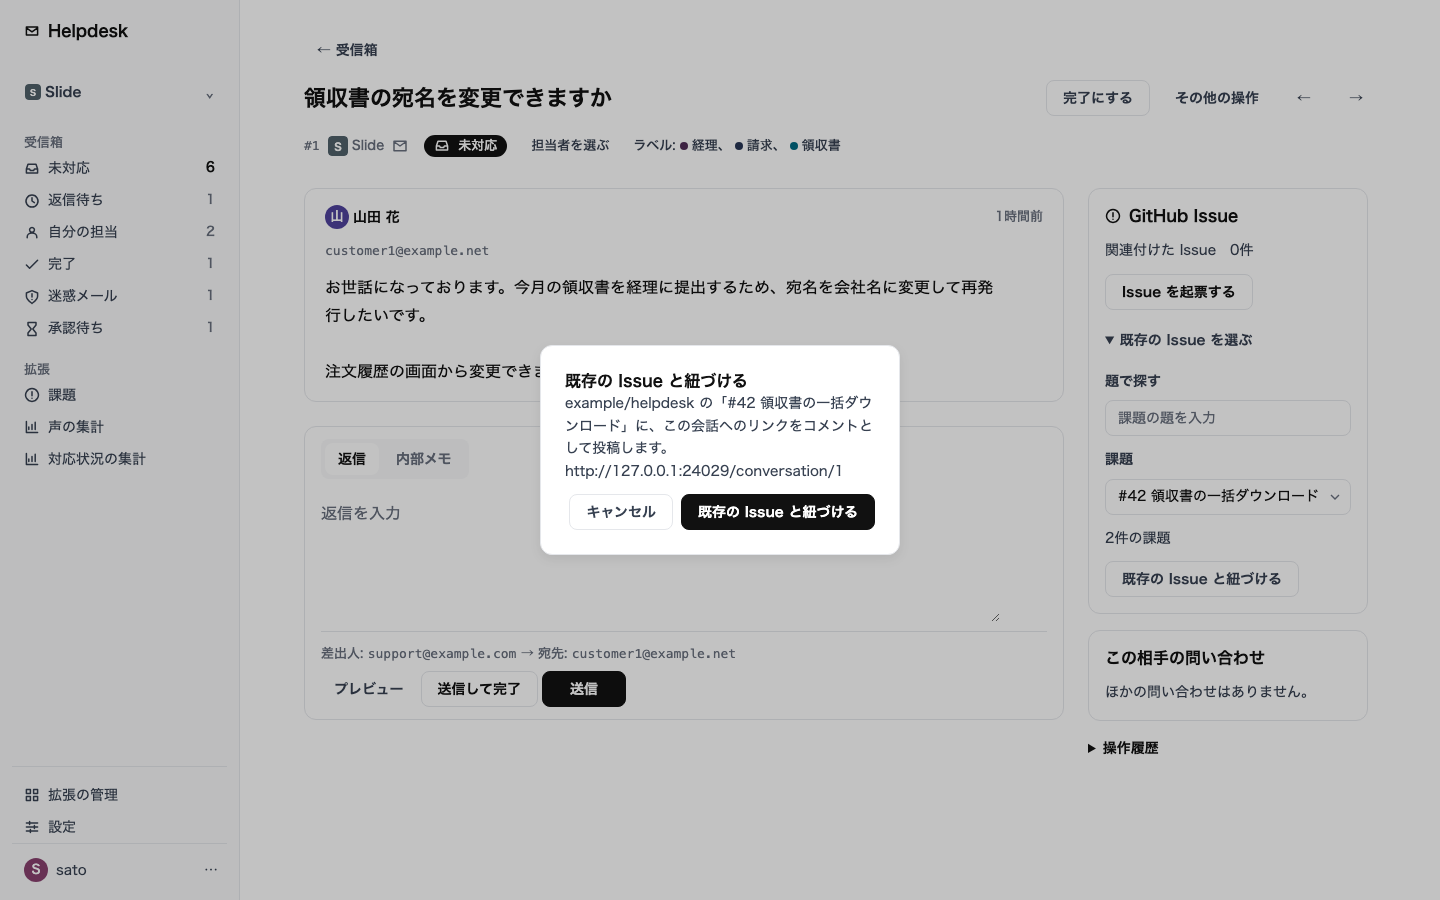 Helpdesk
S Slide
受信箱
未対応 6
返信待ち 1
自分の担当 2
完了 1
迷惑メール 1
承認待ち 1
拡張
課題
声の集計
対応状況の集計
拡張の管理
設定
S sato …
← 受信箱
領収書の宛名を変更できますか
完了にする その他の操作 ← →
#1 S Slide 未対応 担当者を選ぶ ラベル: 経理、 請求、 領収書
山 山田 花 1時間前
customer1@example.net
お世話になっております。今月の領収書を経理に提出するため、宛名を会社名に変更して再発
行したいです。
注文履歴の画面から変更できま
返信 内部メモ
返信を入力
差出人: support@example.com → 宛先: customer1@example.net
プレビュー 送信して完了 送信
既存の Issue と紐づける
example/helpdesk の「#42 領収書の一括ダウ
ンロード」に、この会話へのリンクをコメントと
して投稿します。
http://127.0.0.1:24029/conversation/1
キャンセル 既存の Issue と紐づける
GitHub Issue
関連付けた Issue 0件
Issue を起票する
▼ 既存の Issue を選ぶ
題で探す
課題の題を入力
課題
#42 領収書の一括ダウンロード
2件の課題
既存の Issue と紐づける
この相手の問い合わせ
ほかの問い合わせはありません。
▶ 操作履歴